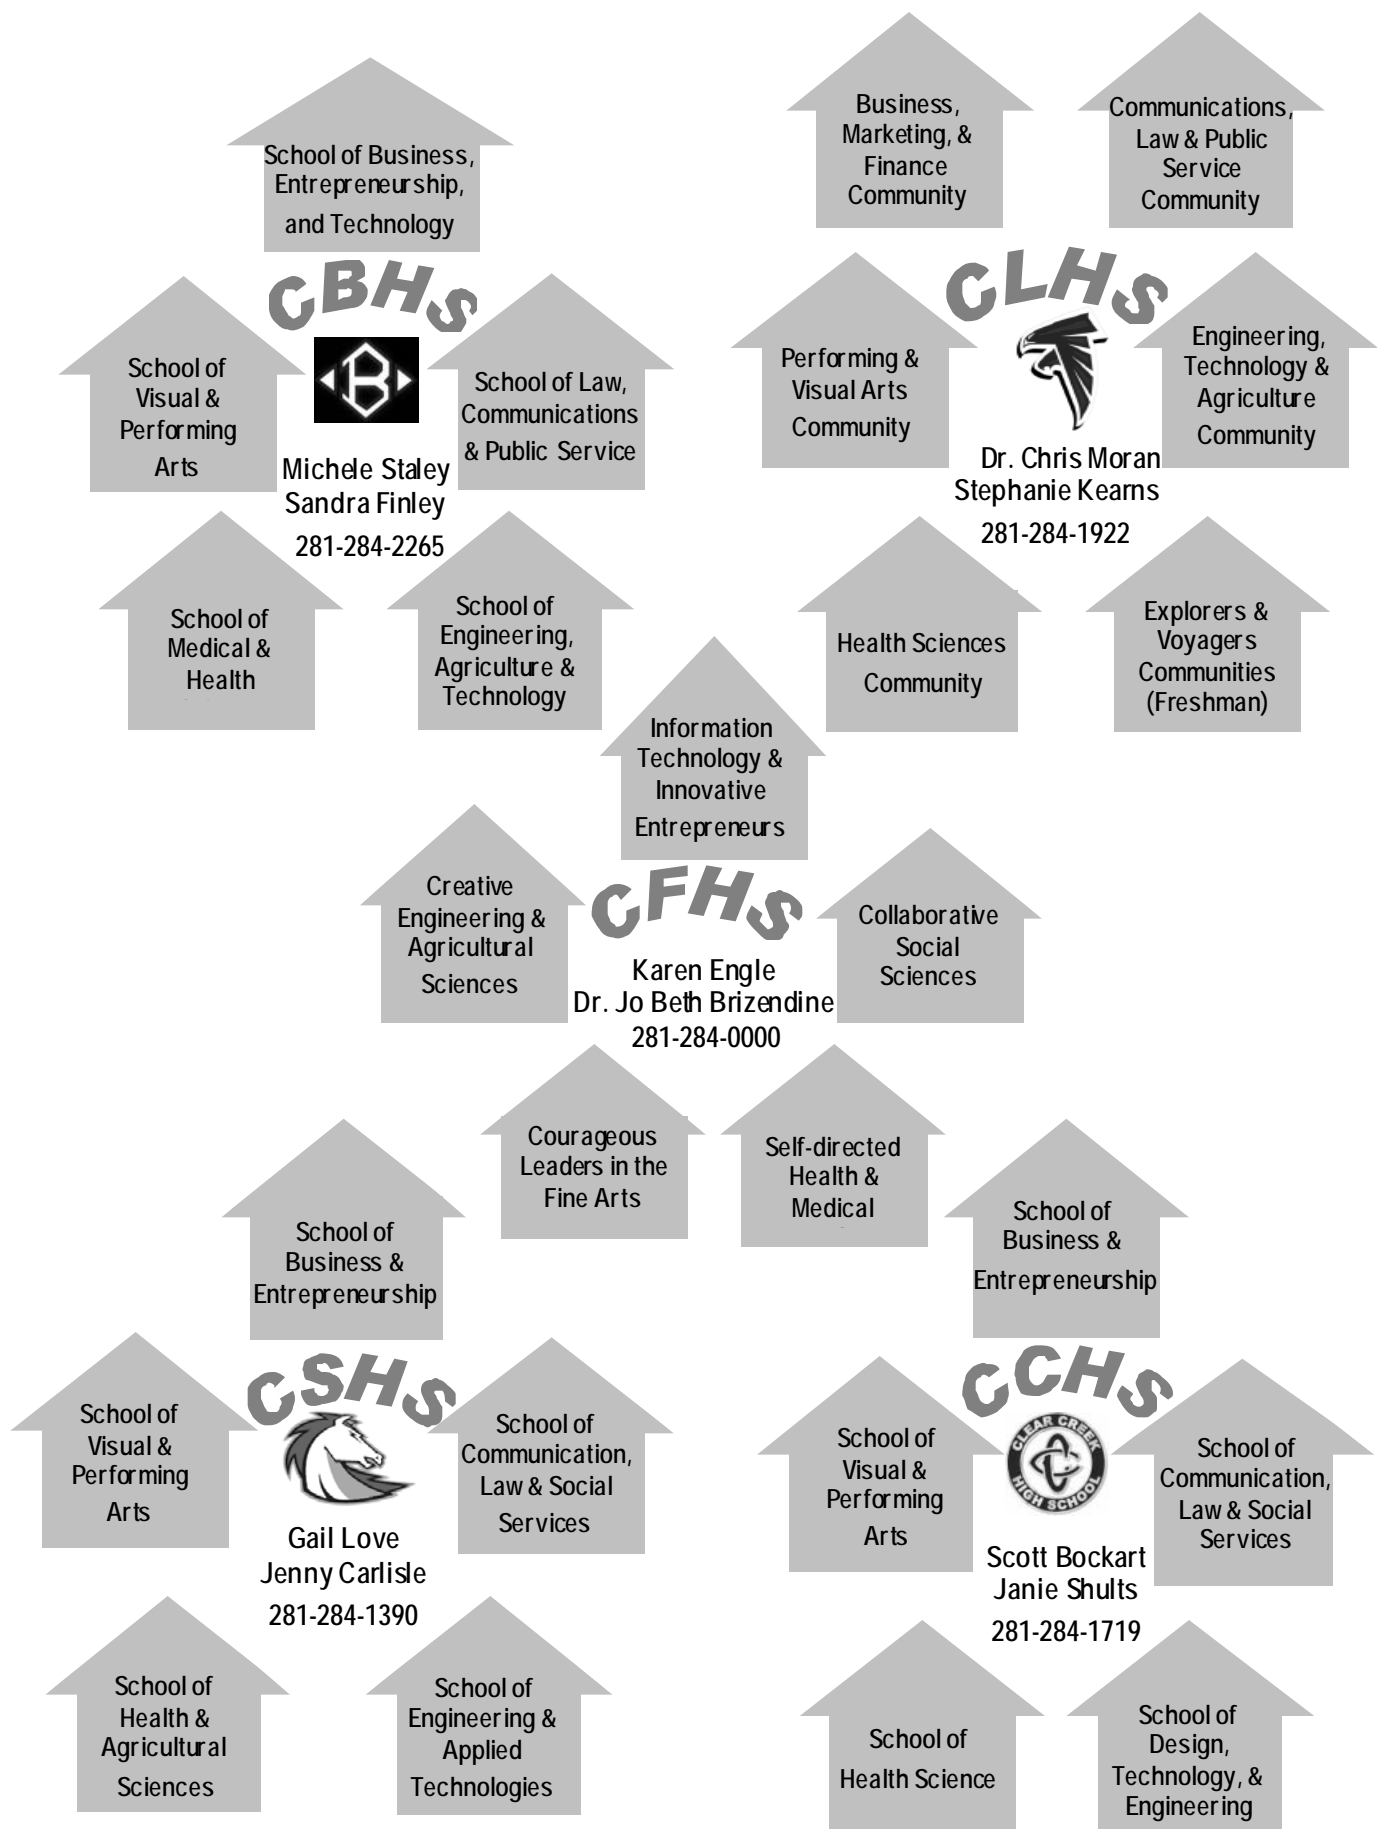 School of Business,
Entrepreneurship,
and Technology
CBHS
B
School of
Visual &
Performing
Arts
School of Law,
Communications
& Public Service
Michele Staley
Sandra Finley
281-284-2265
School of
Medical &
Health
School of
Engineering,
Agriculture &
Technology
Business,
Marketing, &
Finance
Community
Communications,
Law & Public
Service
Community
CLHS
Performing &
Visual Arts
Community
Engineering,
Technology &
Agriculture
Community
Dr. Chris Moran
Stephanie Kearns
281-284-1922
Health Sciences
Community
Explorers &
Voyagers
Communities
(Freshman)
Information
Technology &
Innovative
Entrepreneurs
CFHS
Creative
Engineering &
Agricultural
Sciences
Collaborative
Social
Sciences
Karen Engle
Dr. Jo Beth Brizendine
281-284-0000
Courageous
Leaders in the
Fine Arts
Self-directed
Health &
Medical
School of
Business &
Entrepreneurship
CSHS
School of
Visual &
Performing
Arts
School of
Communication,
Law & Social
Services
Gail Love
Jenny Carlisle
281-284-1390
School of
Health &
Agricultural
Sciences
School of
Engineering &
Applied
Technologies
School of
Business &
Entrepreneurship
CCHS
CLEAR CREEK
HIGH SCHOOL
School of
Visual &
Performing
Arts
School of
Communication,
Law & Social
Services
Scott Bockart
Janie Shults
281-284-1719
School of
Health Science
School of
Design,
Technology, &
Engineering